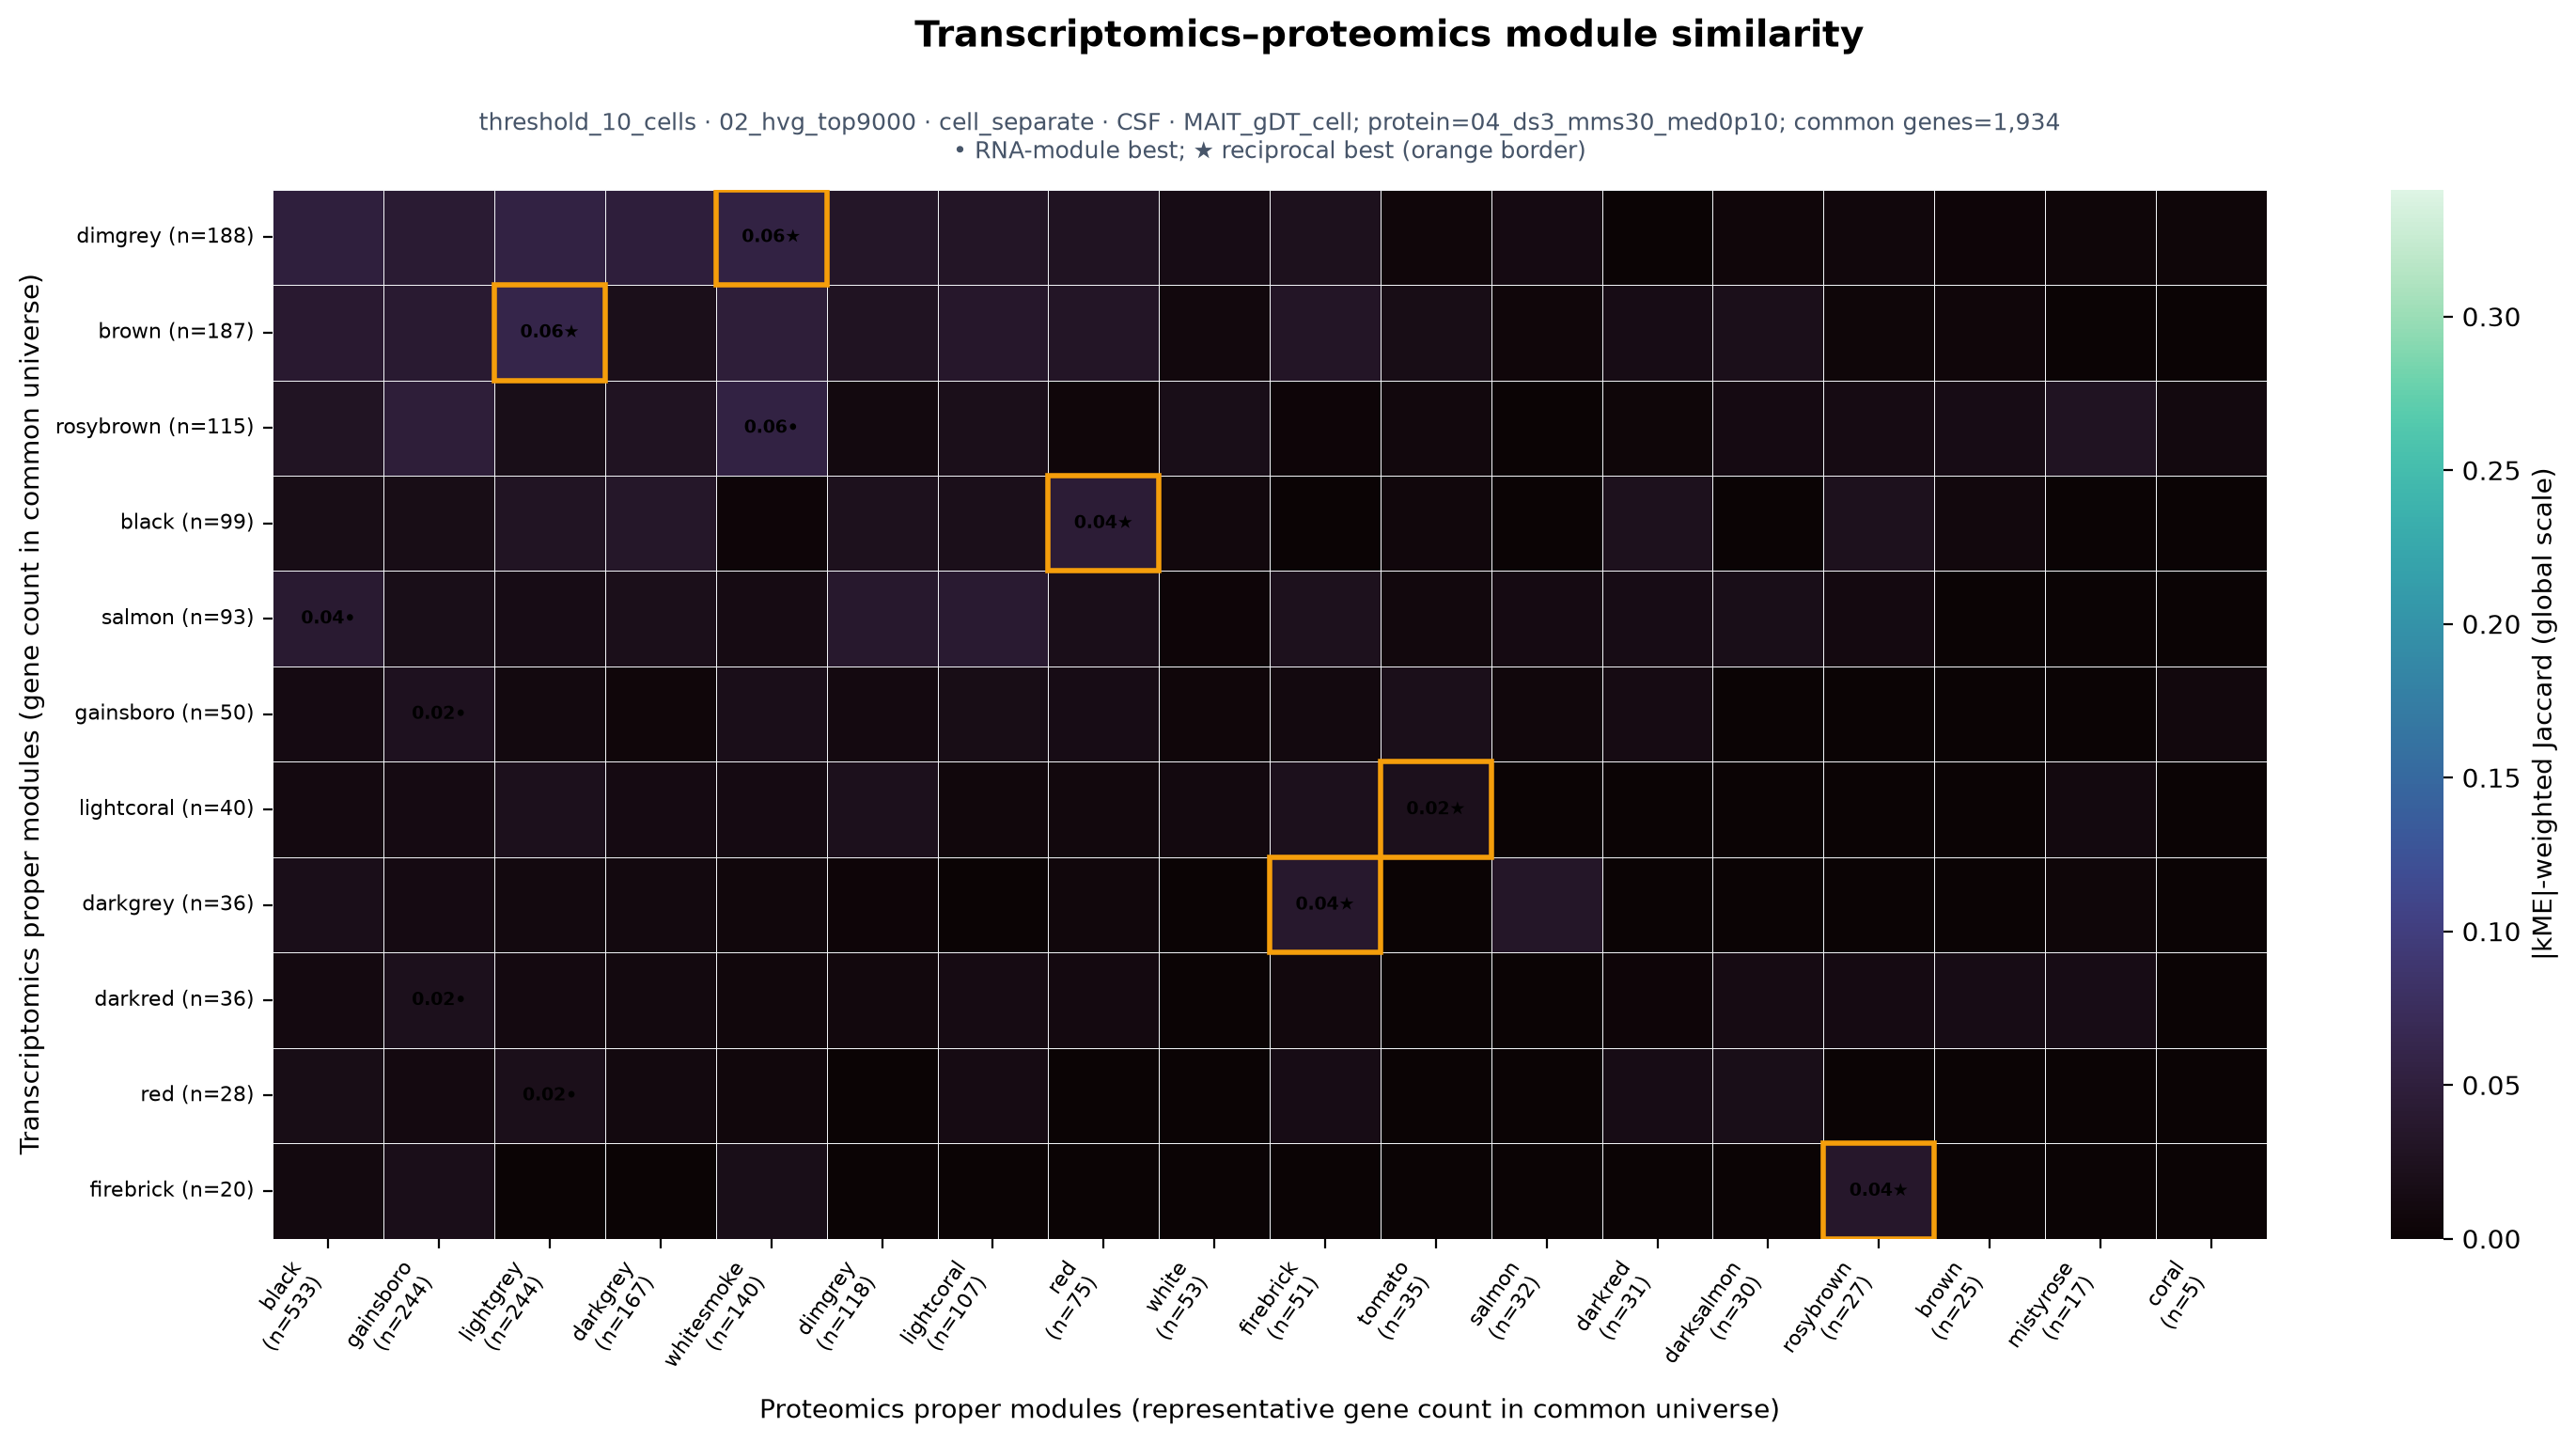 Transcriptomics–proteomics module similarity
threshold_10_cells · 02_hvg_top9000 · cell_separate · CSF · MAIT_gDT_cell; protein=04_ds3_mms30_med0p10; common genes=1,934
• RNA-module best; ★ reciprocal best (orange border)
Transcriptomics proper modules (gene count in common universe)
dimgrey (n=188)
0.06★
brown (n=187)
0.06★
rosybrown (n=115)
0.06•
black (n=99)
0.04★
salmon (n=93)
0.04•
gainsboro (n=50)
0.02•
lightcoral (n=40)
0.02★
darkgrey (n=36)
0.04★
darkred (n=36)
0.02•
red (n=28)
0.02•
firebrick (n=20)
0.04★
black
(n=533)
gainsboro
(n=244)
lightgrey
(n=244)
darkgrey
(n=167)
whitesmoke
(n=140)
dimgrey
(n=118)
lightcoral
(n=107)
red
(n=75)
white
(n=53)
firebrick
(n=51)
tomato
(n=35)
salmon
(n=32)
darkred
(n=31)
darksalmon
(n=30)
rosybrown
(n=27)
brown
(n=25)
mistyrose
(n=17)
coral
(n=5)
Proteomics proper modules (representative gene count in common universe)
0.30
0.25
0.20
0.15
0.10
0.05
0.00
|kME|-weighted Jaccard (global scale)